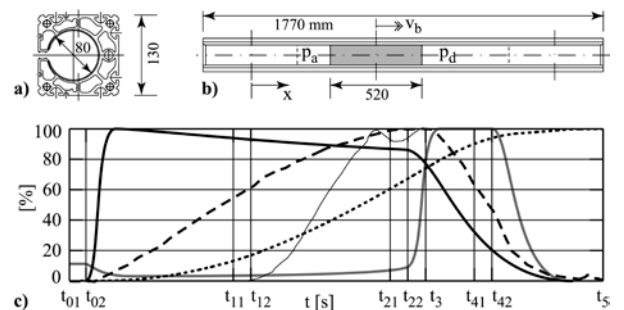 80
130
a)
1770 mm
v_b
p_a
p_d
x
520
b)
100
80
60
40
20
0
[%]
t_01 t_02 t_11 t_12 t [s] t_21 t_22 t_3 t_41 t_42
c)